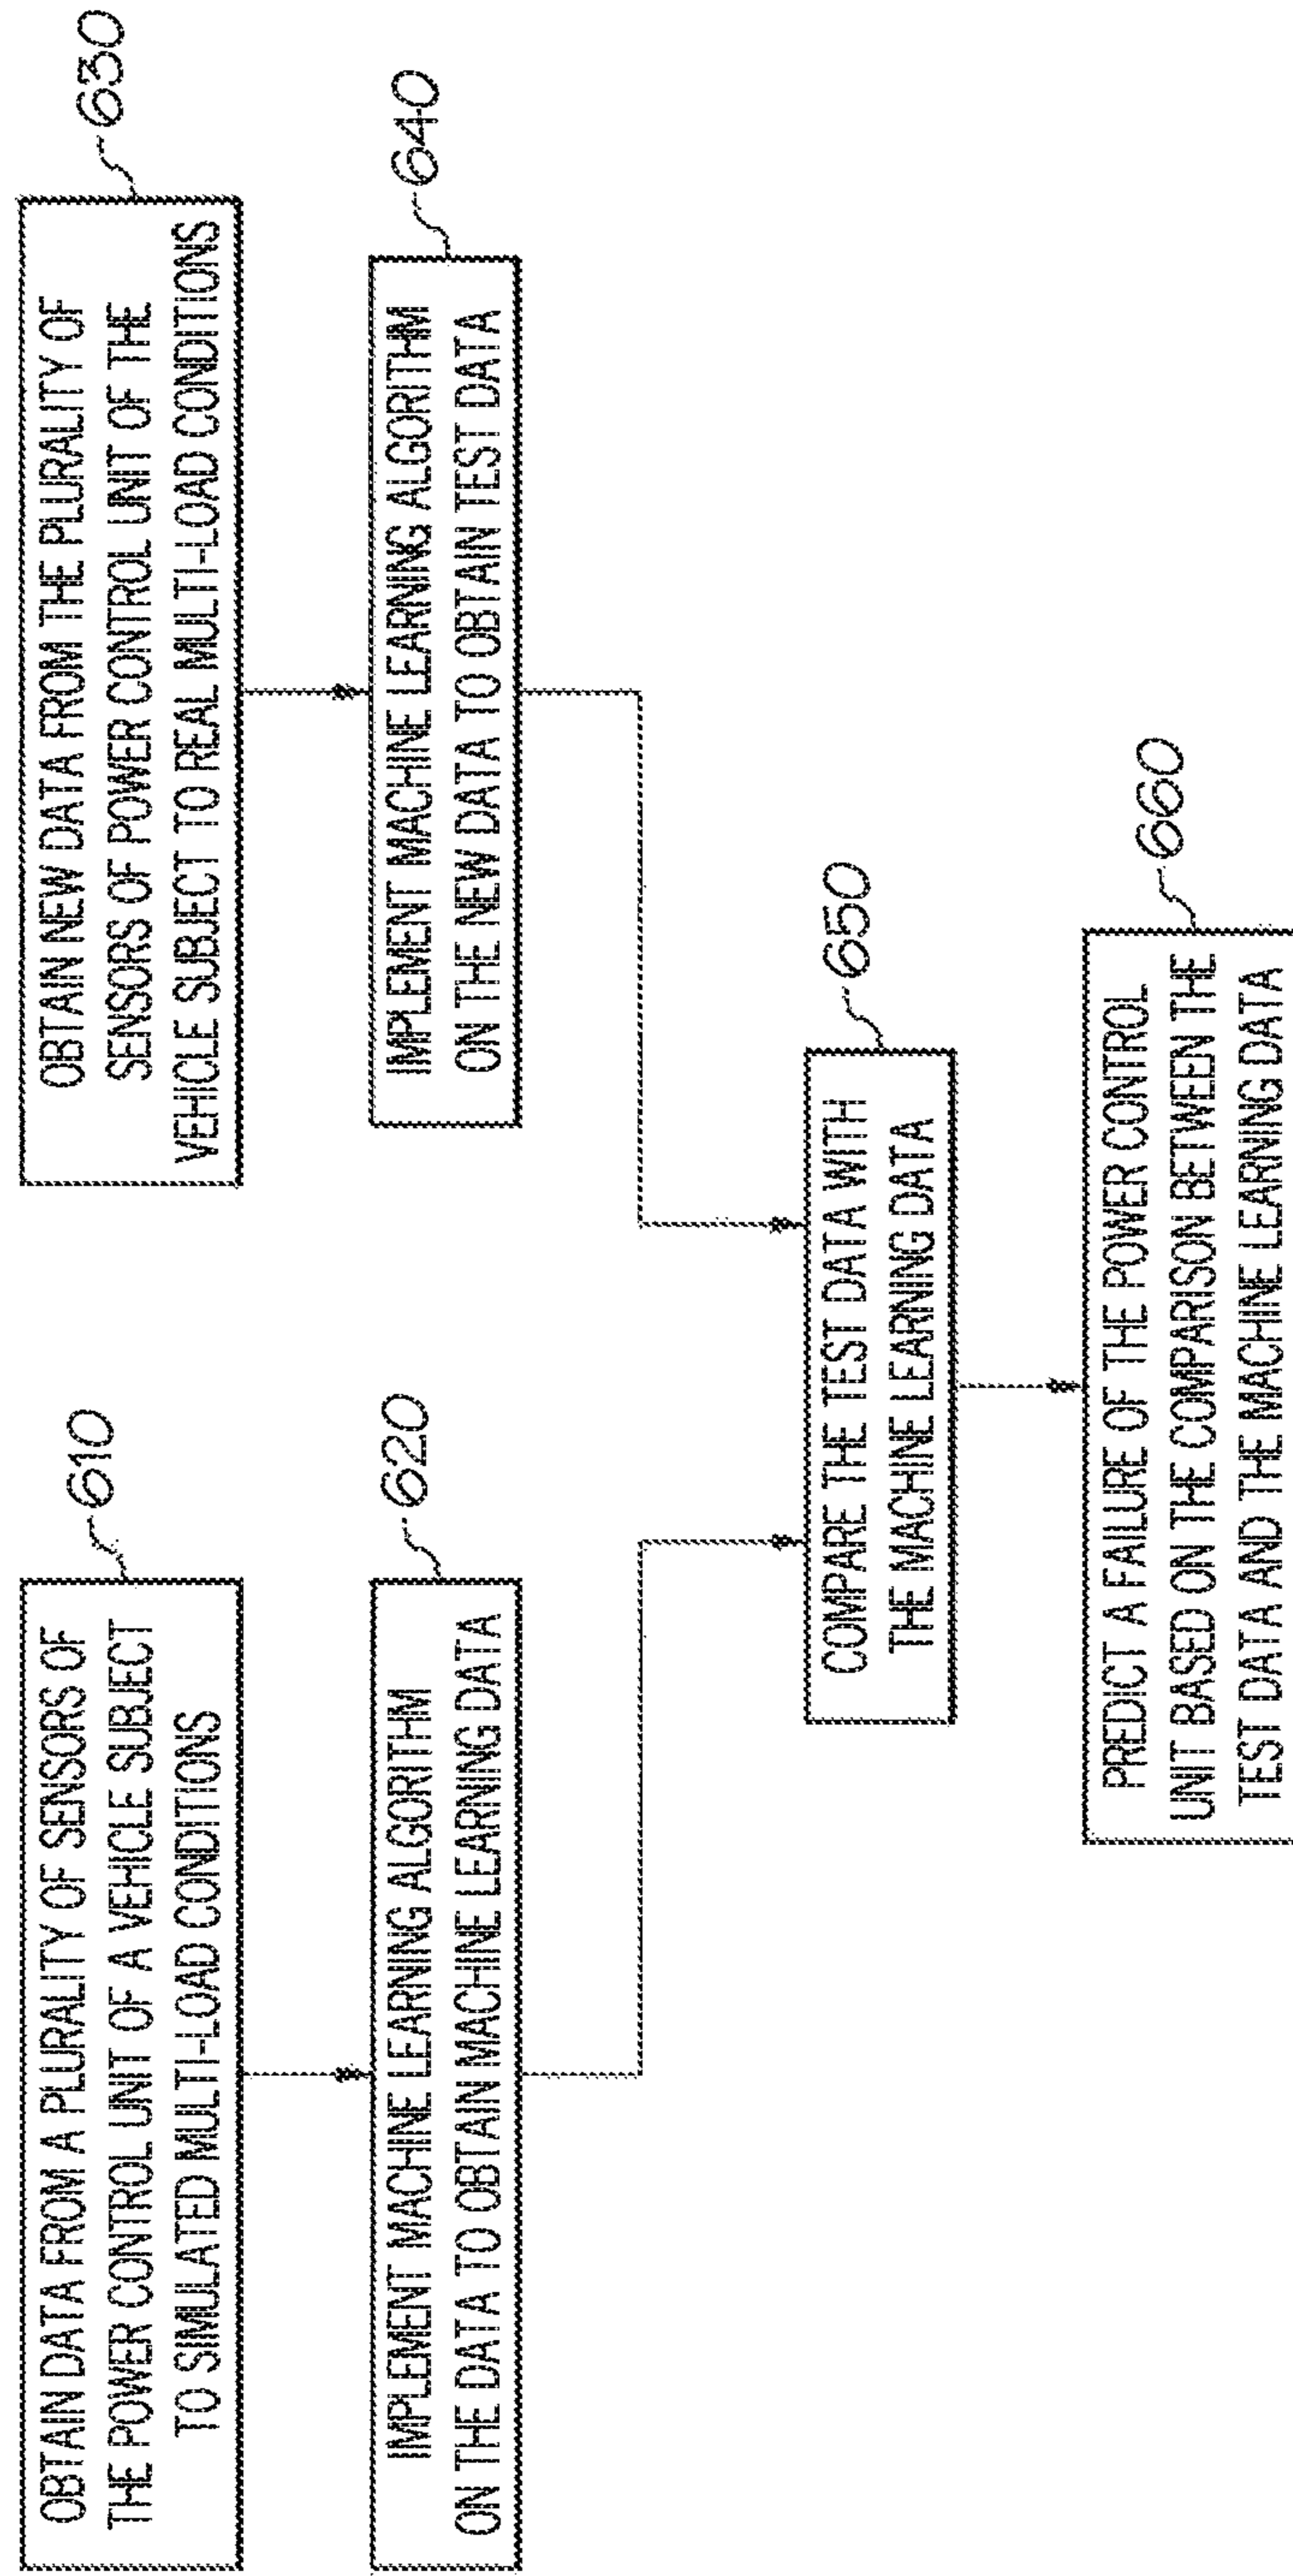 OBTAIN DATA FROM A PLURALITY OF SENSORS OF
THE POWER CONTROL UNIT OF A VEHICLE SUBJECT
TO SIMULATED MULTI-LOAD CONDITIONS
610
IMPLEMENT MACHINE LEARNING ALGORITHM
ON THE DATA TO OBTAIN MACHINE LEARNING DATA
620
OBTAIN NEW DATA FROM THE PLURALITY OF
SENSORS OF POWER CONTROL UNIT OF THE
VEHICLE SUBJECT TO REAL MULTI-LOAD CONDITIONS
630
IMPLEMENT MACHINE LEARNING ALGORITHM
ON THE NEW DATA TO OBTAIN TEST DATA
640
COMPARE THE TEST DATA WITH
THE MACHINE LEARNING DATA
650
PREDICT A FAILURE OF THE POWER CONTROL
UNIT BASED ON THE COMPARISON BETWEEN THE
TEST DATA AND THE MACHINE LEARNING DATA
660